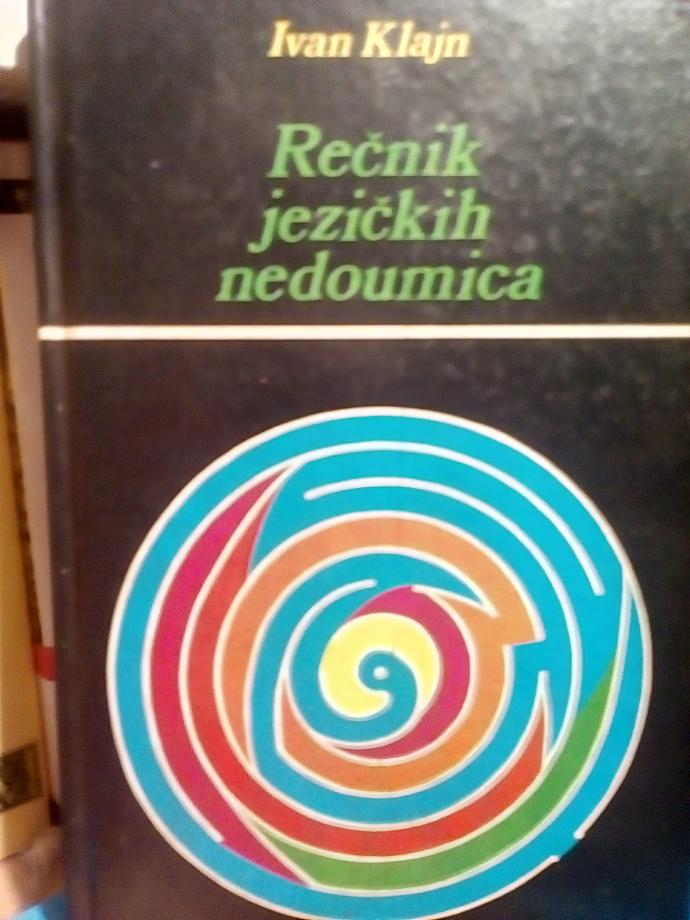 Ivan Klajn
Rečnik
jezičkih
nedoumica